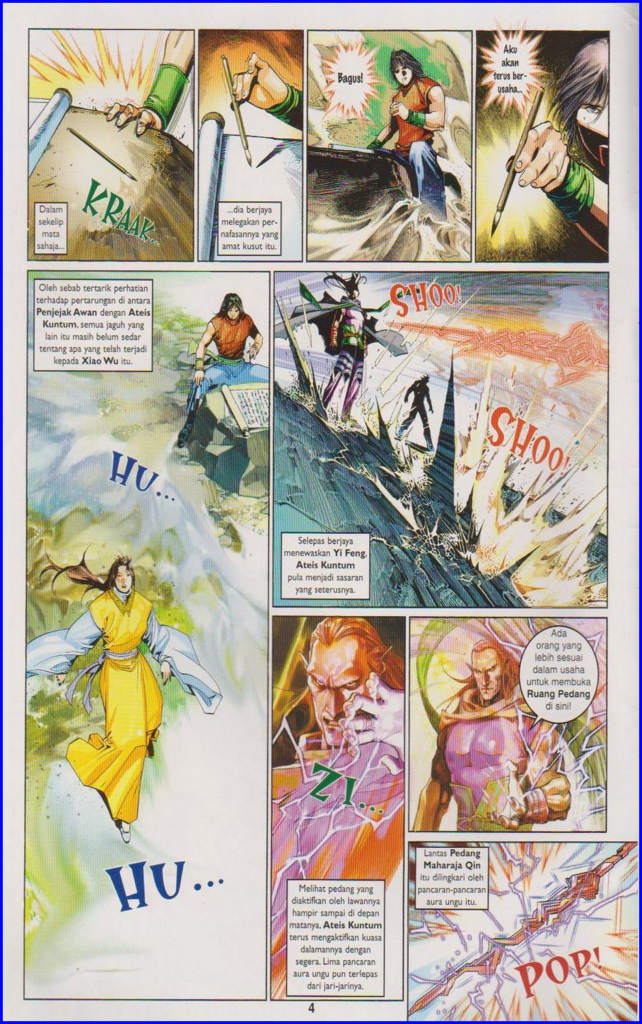 Dalam
sekelip
mata
sahaja...
KRAAK...
...dia berjaya
melegakan per-
nafasannya yang
amat kusut itu.
Bagus!
Aku
akan
terus ber-
usaha...
Oleh sebab tertarik perhatian
terhadap pertarungan di antara
Penjejak Awan dengan Ateis
Kuntum, semua jaguh yang
lain itu masih belum sedar
tentang apa yang telah terjadi
kepada Xiao Wu itu.
HU...
HU...
SHOO!
SHOO!
Selepas berjaya
menewaskan Yi Feng,
Ateis Kuntum
pula menjadi sasaran
yang seterusnya.
ZI...
Melihat pedang yang
diaktifkan oleh lawannya
hampir sampai di depan
matanya, Ateis Kuntum
terus mengaktifkan kuasa
dalamannya dengan
segera. Lima pancaran
aura ungu pun terlepas
dari jari-jarinya.
Ada
orang yang
lebih sesuai
dalam usaha
untuk membuka
Ruang Pedang
di sini!
Lantas Pedang
Maharaja Qin
itu dilingkari oleh
pancaran-pancaran
aura ungu itu.
POP!
4